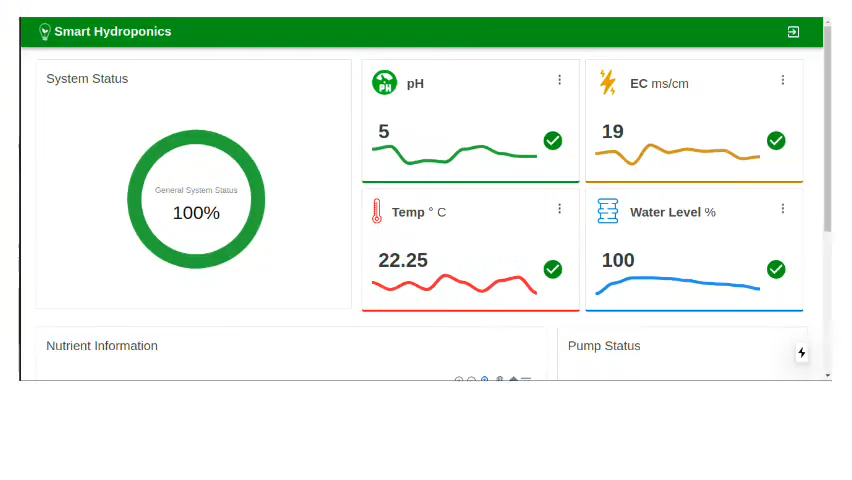 Smart Hydroponics
System Status
General System Status
100%
PH
pH
5
EC ms/cm
19
Temp ° C
22.25
Water Level %
100
Nutrient Information
Pump Status